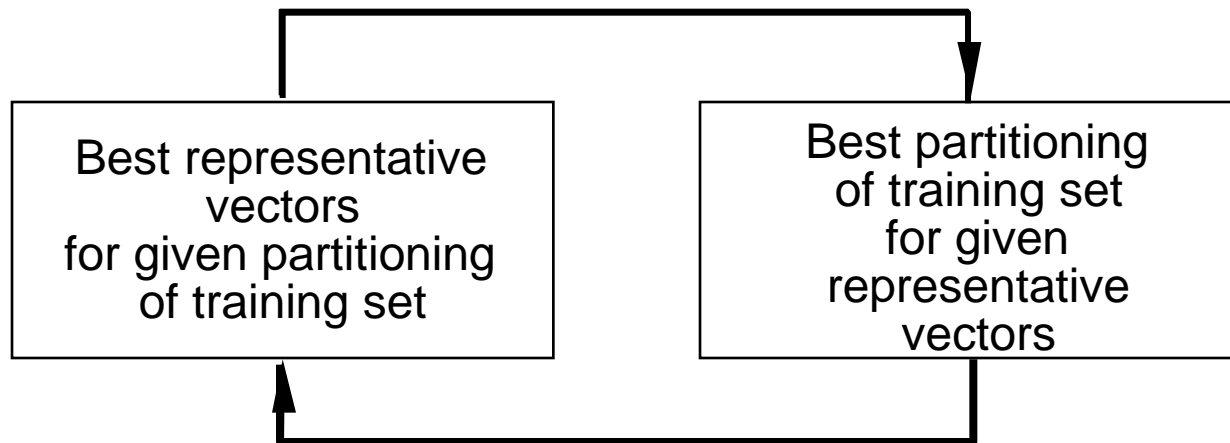 Best representative
vectors
for given partitioning
of training set
Best partitioning
of training set
for given
representative
vectors